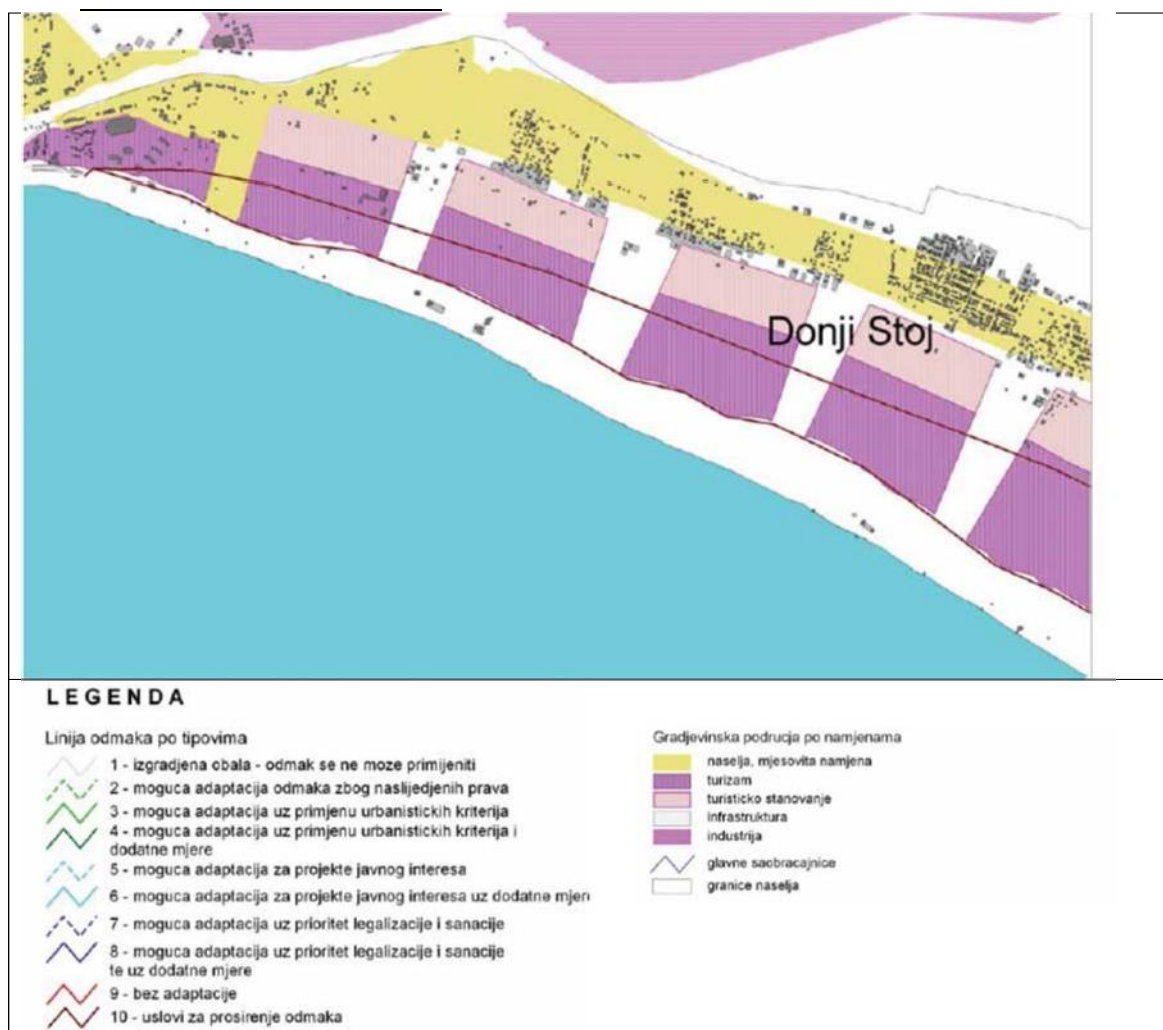 Donji Stoj
LEGENDA
Linija odmaka po tipovima
1 - izgradjena obala - odmak se ne moze primijeniti
2 - moguca adaptacija odmaka zbog naslijedjenih prava
3 - moguca adaptacija uz primjenu urbanistickih kriterija
4 - moguca adaptacija uz primjenu urbanistickih kriterija i
dodatne mjere
5 - moguca adaptacija za projekte javnog interesa
6 - moguca adaptacija za projekte javnog interesa uz dodatne mjere
7 - moguca adaptacija uz prioritet legalizacije i sanacije
8 - moguca adaptacija uz prioritet legalizacije i sanacije
te uz dodatne mjere
9 - bez adaptacije
10 - uslovi za prosirenje odmaka
Gradjevinska podrucja po namjenama
naselja, mjesovita namjena
turizam
turisticko stanovanje
infrastruktura
industrija
glavne saobracajnice
granice naselja